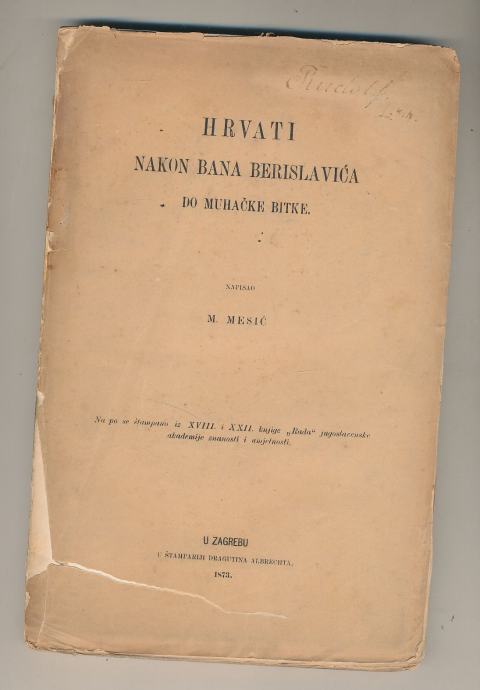 Rudolf
HRVATI
NAKON BANA BERISLAVIĆA
DO MUHAČKE BITKE.
NAPISAO
M. MESIĆ
Na po se štampano iz XVIII. i XXII. knjige „Rada“ jugoslavenske
akademije znanosti i umjetnosti.
U ZAGREBU
U ŠTAMPARIJI DRAGUTINA ALBRECHTA.
1873.